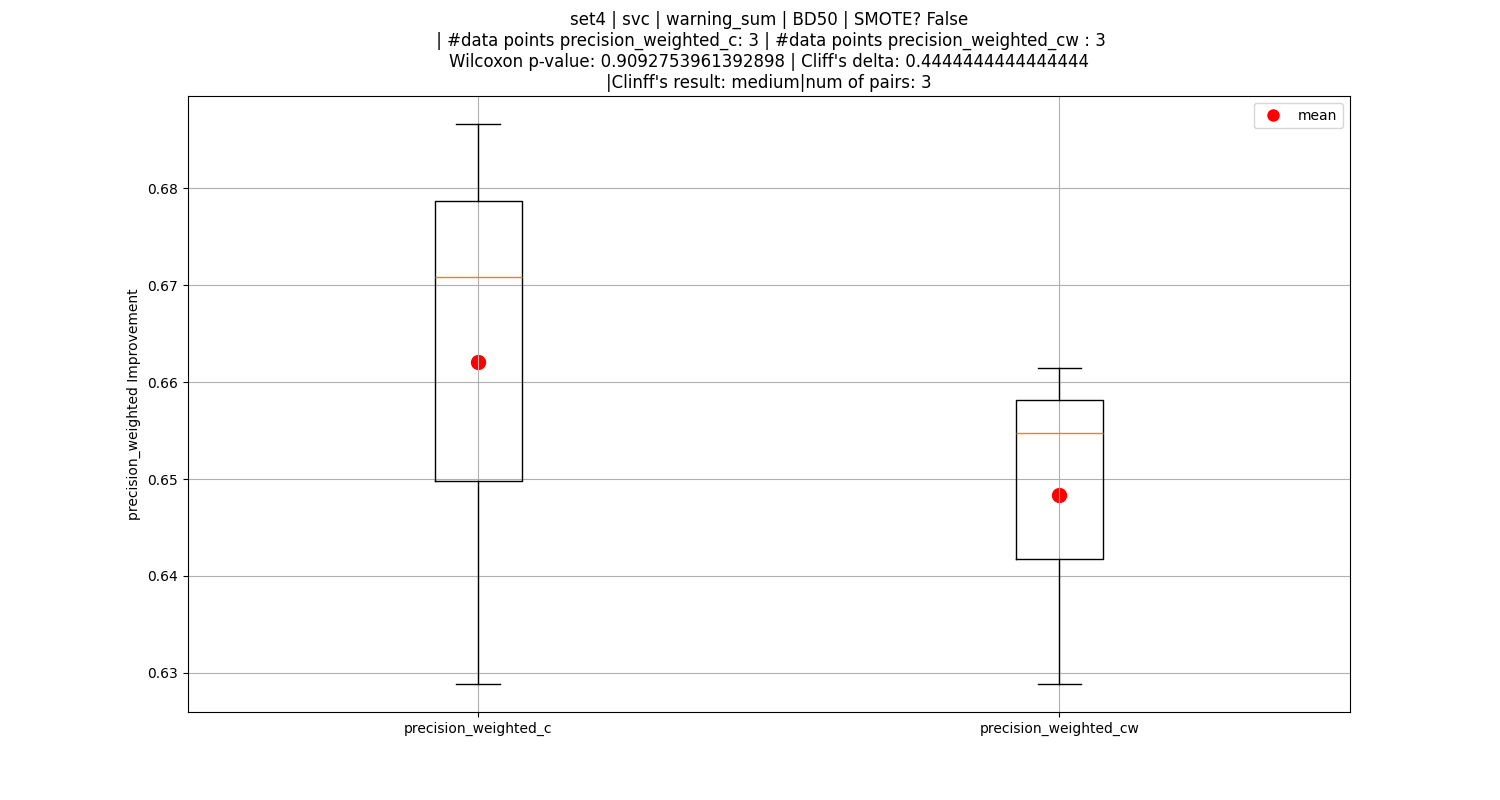 set4 | svc | warning_sum | BD50 | SMOTE? False
| #data points precision_weighted_c: 3 | #data points precision_weighted_cw : 3
Wilcoxon p-value: 0.9092753961392898 | Cliff's delta: 0.4444444444444444
|Clinff's result: medium|num of pairs: 3
mean
0.68
0.67
0.66
0.65
0.64
0.63
precision_weighted Improvement
precision_weighted_c
precision_weighted_cw